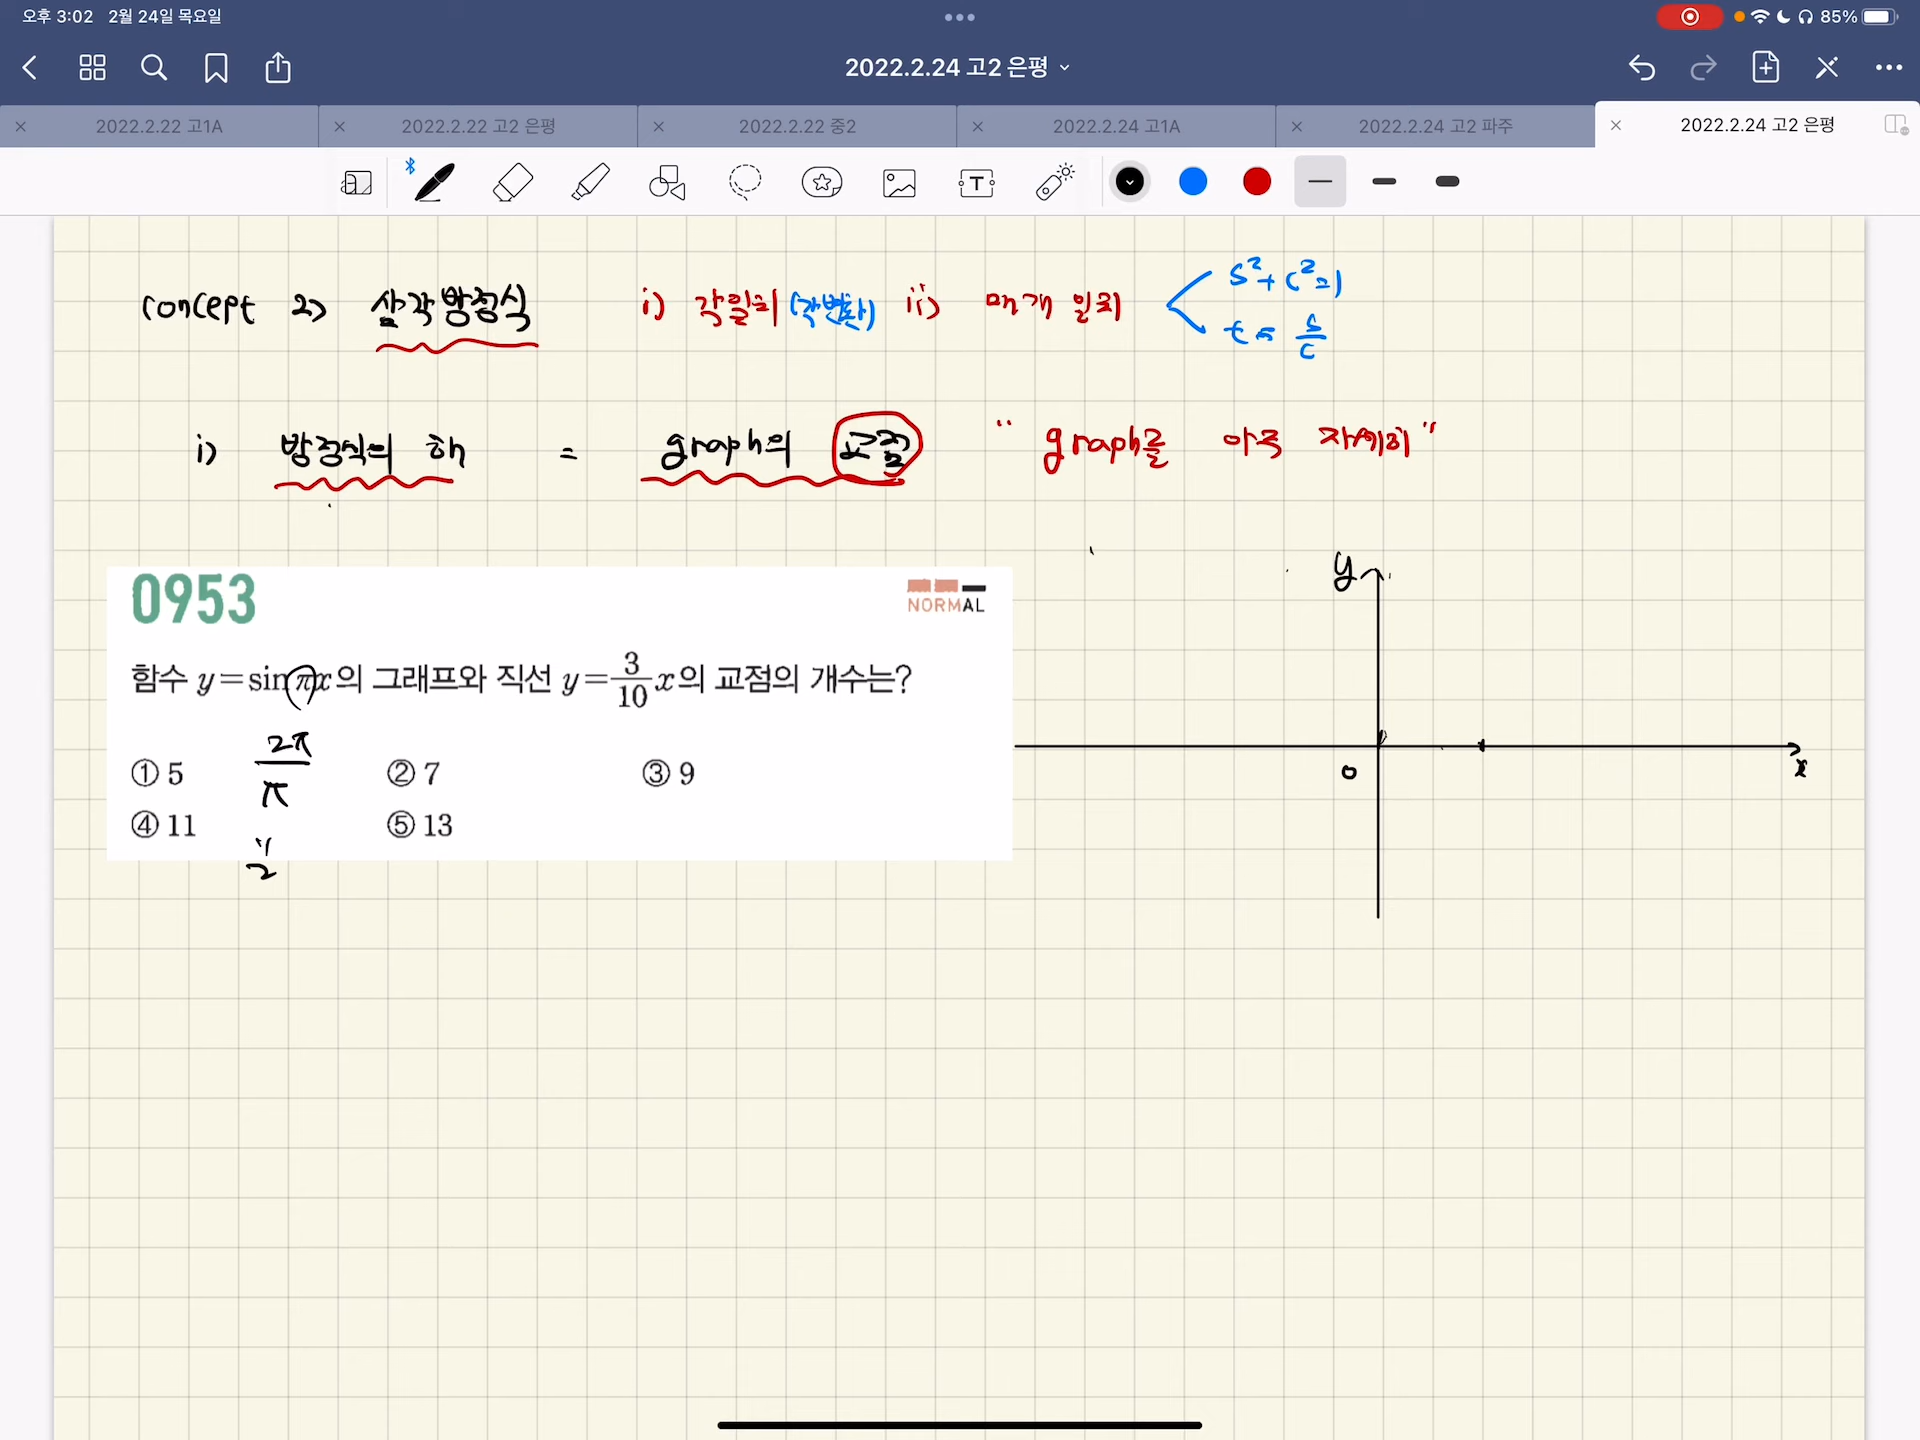 오후 3:02 2월 24일 목요일
85%
2022.2.24 고2 은평
2022.2.22 고1A
2022.2.22 고2 은평
2022.2.22 중2
2022.2.24 고1A
2022.2.24 고2 파주
2022.2.24 고2 은평
concept 2> 삼각방정식 i) 각일치 (각변환) ii) 매개 일치
s²+c²=1
t = s/c
i) 방정식의 해 = graph의 교점 "graph를 아주 자세히"
0953
NORMAL
함수 y=sinπx의 그래프와 직선 y=3/10x의 교점의 개수는?
① 5 ② 7 ③ 9
④ 11 ⑤ 13
2π/π
"
2
y
0
x